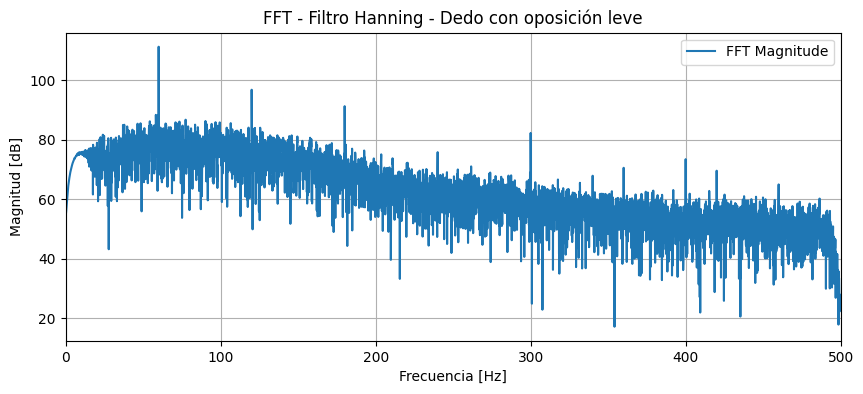 FFT - Filtro Hanning - Dedo con oposición leve
FFT Magnitude
Magnitud [dB]
100
80
60
40
20
0 100 200 300 400 500
Frecuencia [Hz]